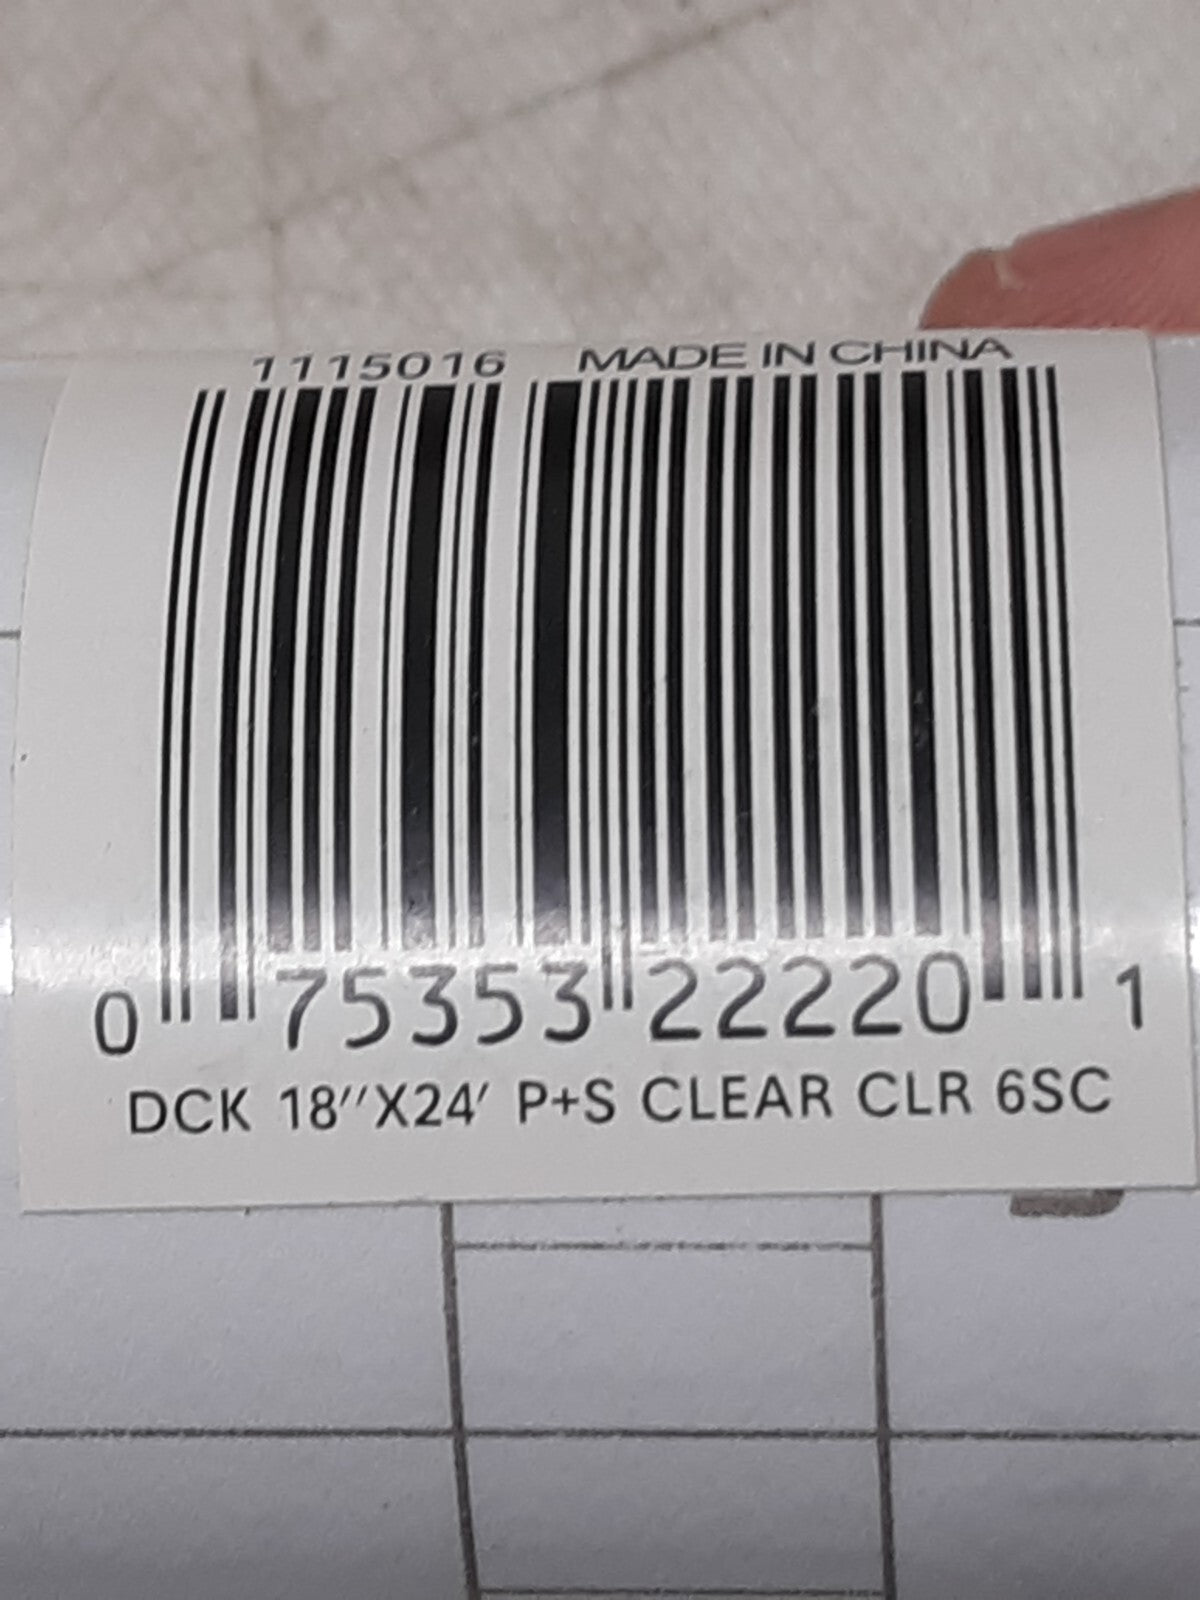 1115016 MADE IN CHINA
0 75353 22220 1
DCK 18"X24' P+S CLEAR CLR 6SC